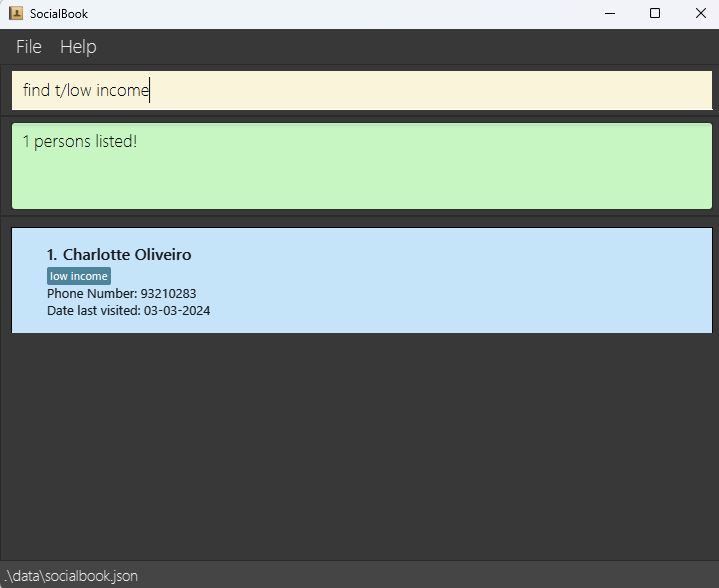 SocialBook
File Help
find t/low income
1 persons listed!
1. Charlotte Oliveiro
low income
Phone Number: 93210283
Date last visited: 03-03-2024
.\data\socialbook.json